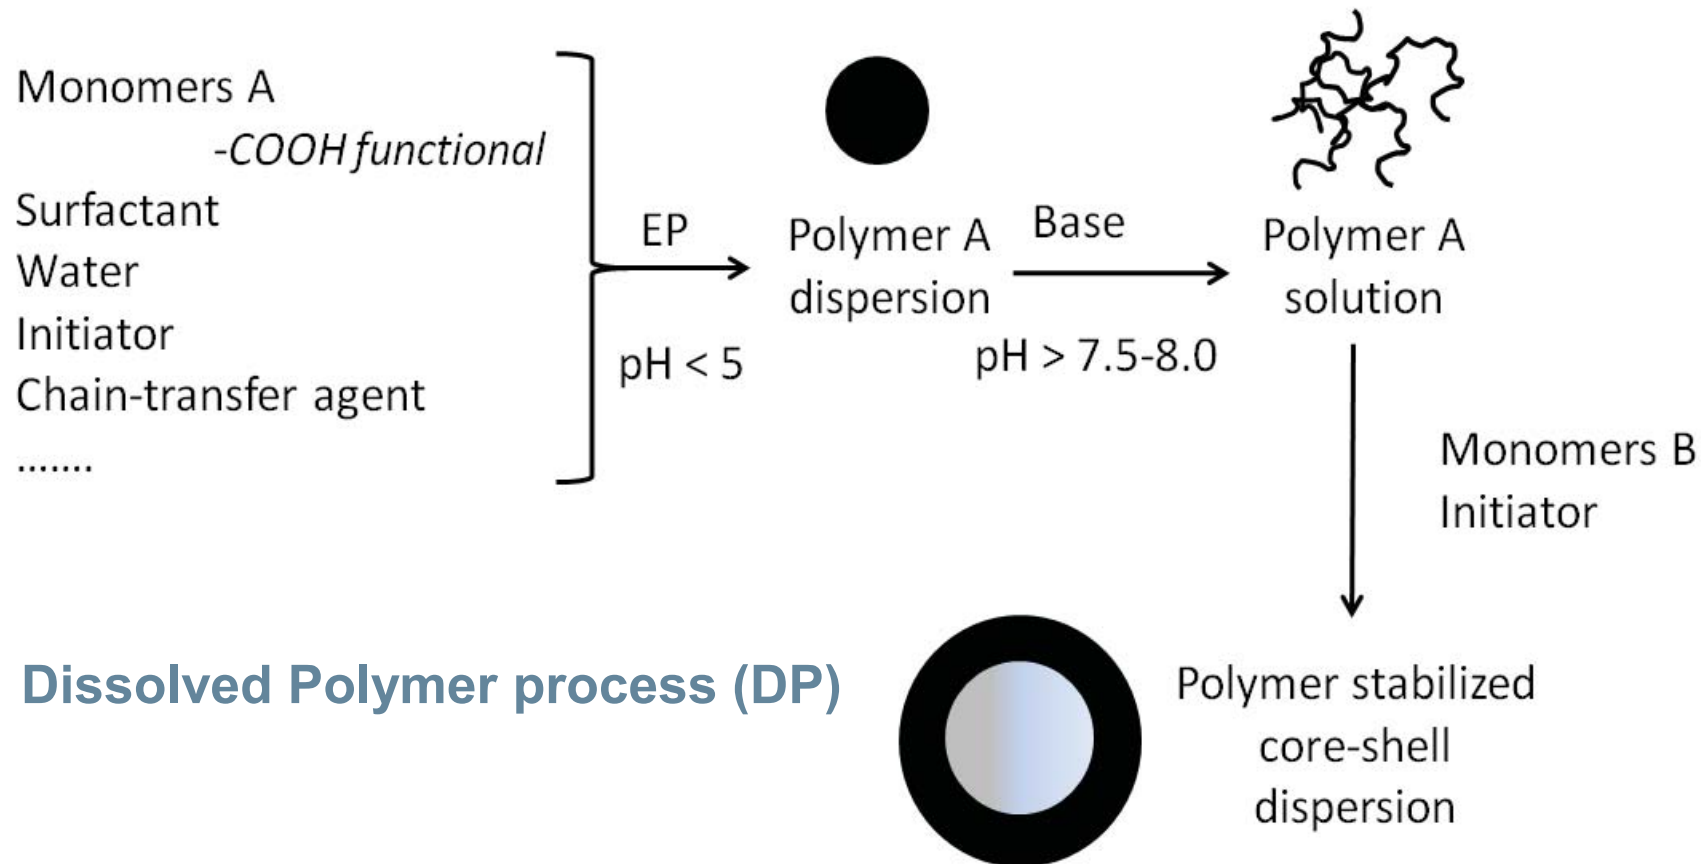 Monomers A
-COOH functional
Surfactant
Water
Initiator
Chain-transfer agent
.......
EP
pH < 5
Polymer A
dispersion
Base
pH > 7.5-8.0
Polymer A
solution
Monomers B
Initiator
Dissolved Polymer process (DP)
Polymer stabilized
core-shell
dispersion